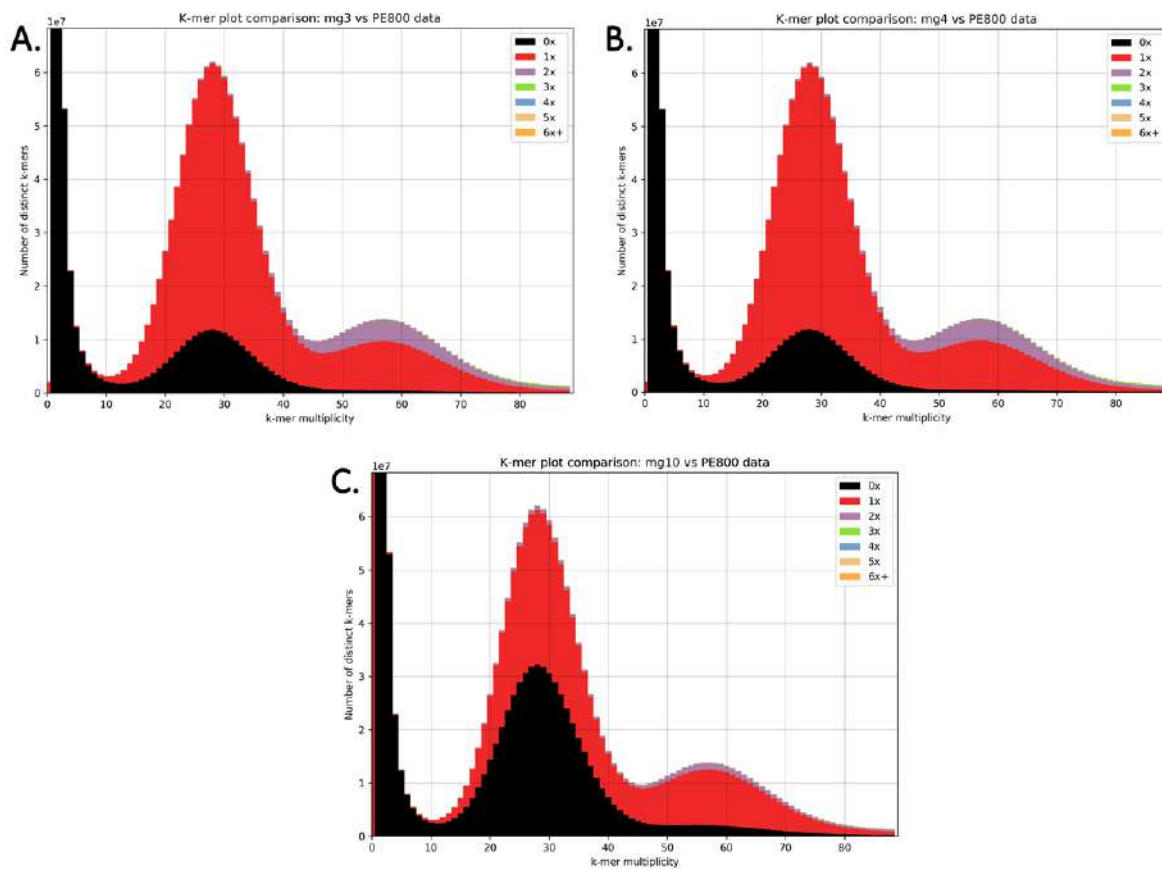 A.
K-mer plot comparison: mg3 vs PE800 data
1e7
Number of distinct k-mers
6
5
4
3
2
1
0
0 10 20 30 40 50 60 70 80
k-mer multiplicity
0x
1x
2x
3x
4x
5x
6x+
B.
K-mer plot comparison: mg4 vs PE800 data
1e7
Number of distinct k-mers
6
5
4
3
2
1
0
0 10 20 30 40 50 60 70 80
k-mer multiplicity
0x
1x
2x
3x
4x
5x
6x+
C.
K-mer plot comparison: mg10 vs PE800 data
1e7
Number of distinct k-mers
6
5
4
3
2
1
0
0 10 20 30 40 50 60 70 80
k-mer multiplicity
0x
1x
2x
3x
4x
5x
6x+